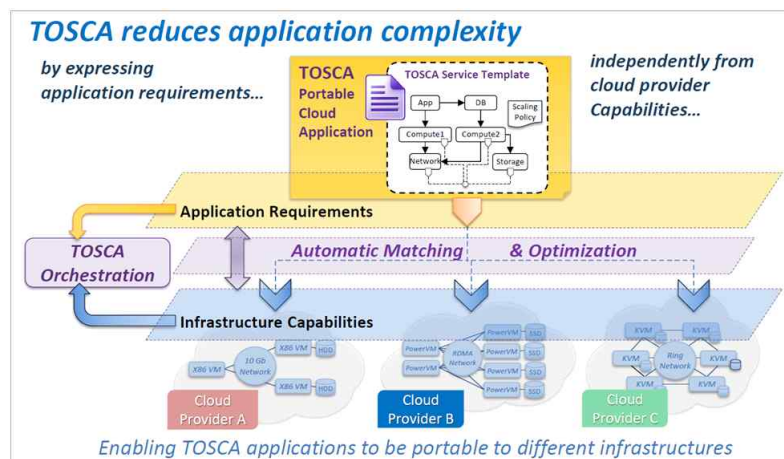 TOSCA reduces application complexity
by expressing
application requirements...
independently from
cloud provider
Capabilities...
TOSCA
Portable
Cloud
Application
TOSCA Service Template
App
DB
Scaling
Policy
Compute1
Compute2
Network
Storage
Application Requirements
TOSCA
Orchestration
Automatic Matching & Optimization
Infrastructure Capabilities
X86 VM
10 Gb
Network
X86 VM
HDD
X86 VM
HDD
Cloud
Provider A
PowerVM
PowerVM
RDMA
Network
PowerVM
SSD
PowerVM
SSD
PowerVM
SSD
PowerVM
SSD
Cloud
Provider B
KVM
KVM
KVM
Ring
Network
KVM
KVM
KVM
Cloud
Provider C
Enabling TOSCA applications to be portable to different infrastructures